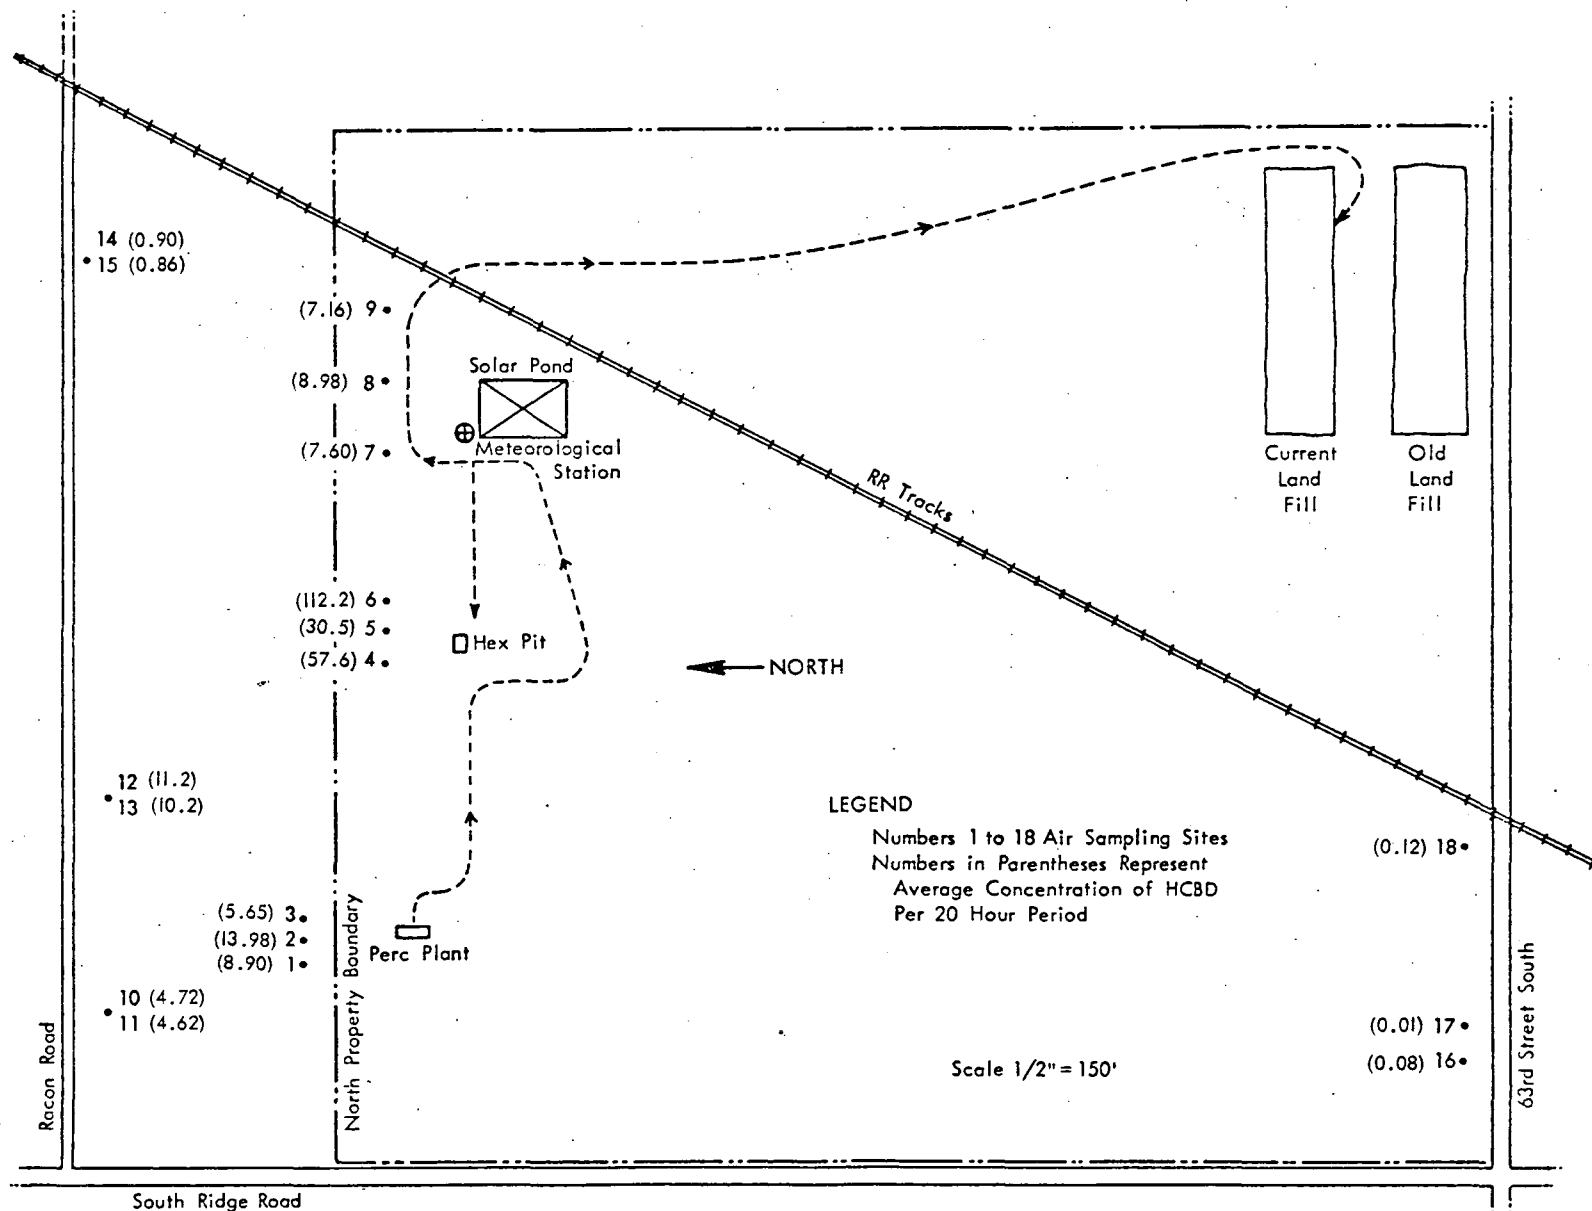 14 (0.90)
15 (0.86)
(7.16) 9
Solar Pond
(8.98) 8
(7.60) 7
Meteorological
Station
Current
Land
Fill
Old
Land
Fill
RR Tracks
(112.2) 6
(30.5) 5
(57.6) 4
Hex Pit
NORTH
12 (11.2)
13 (10.2)
LEGEND
Numbers 1 to 18 Air Sampling Sites
Numbers in Parentheses Represent
Average Concentration of HCBD
Per 20 Hour Period
(0.12) 18
(5.65) 3
(13.98) 2
(8.90) 1
Perc Plant
North Property Boundary
10 (4.72)
11 (4.62)
Racon Road
Scale 1/2" = 150'
(0.01) 17
(0.08) 16
63rd Street South
South Ridge Road